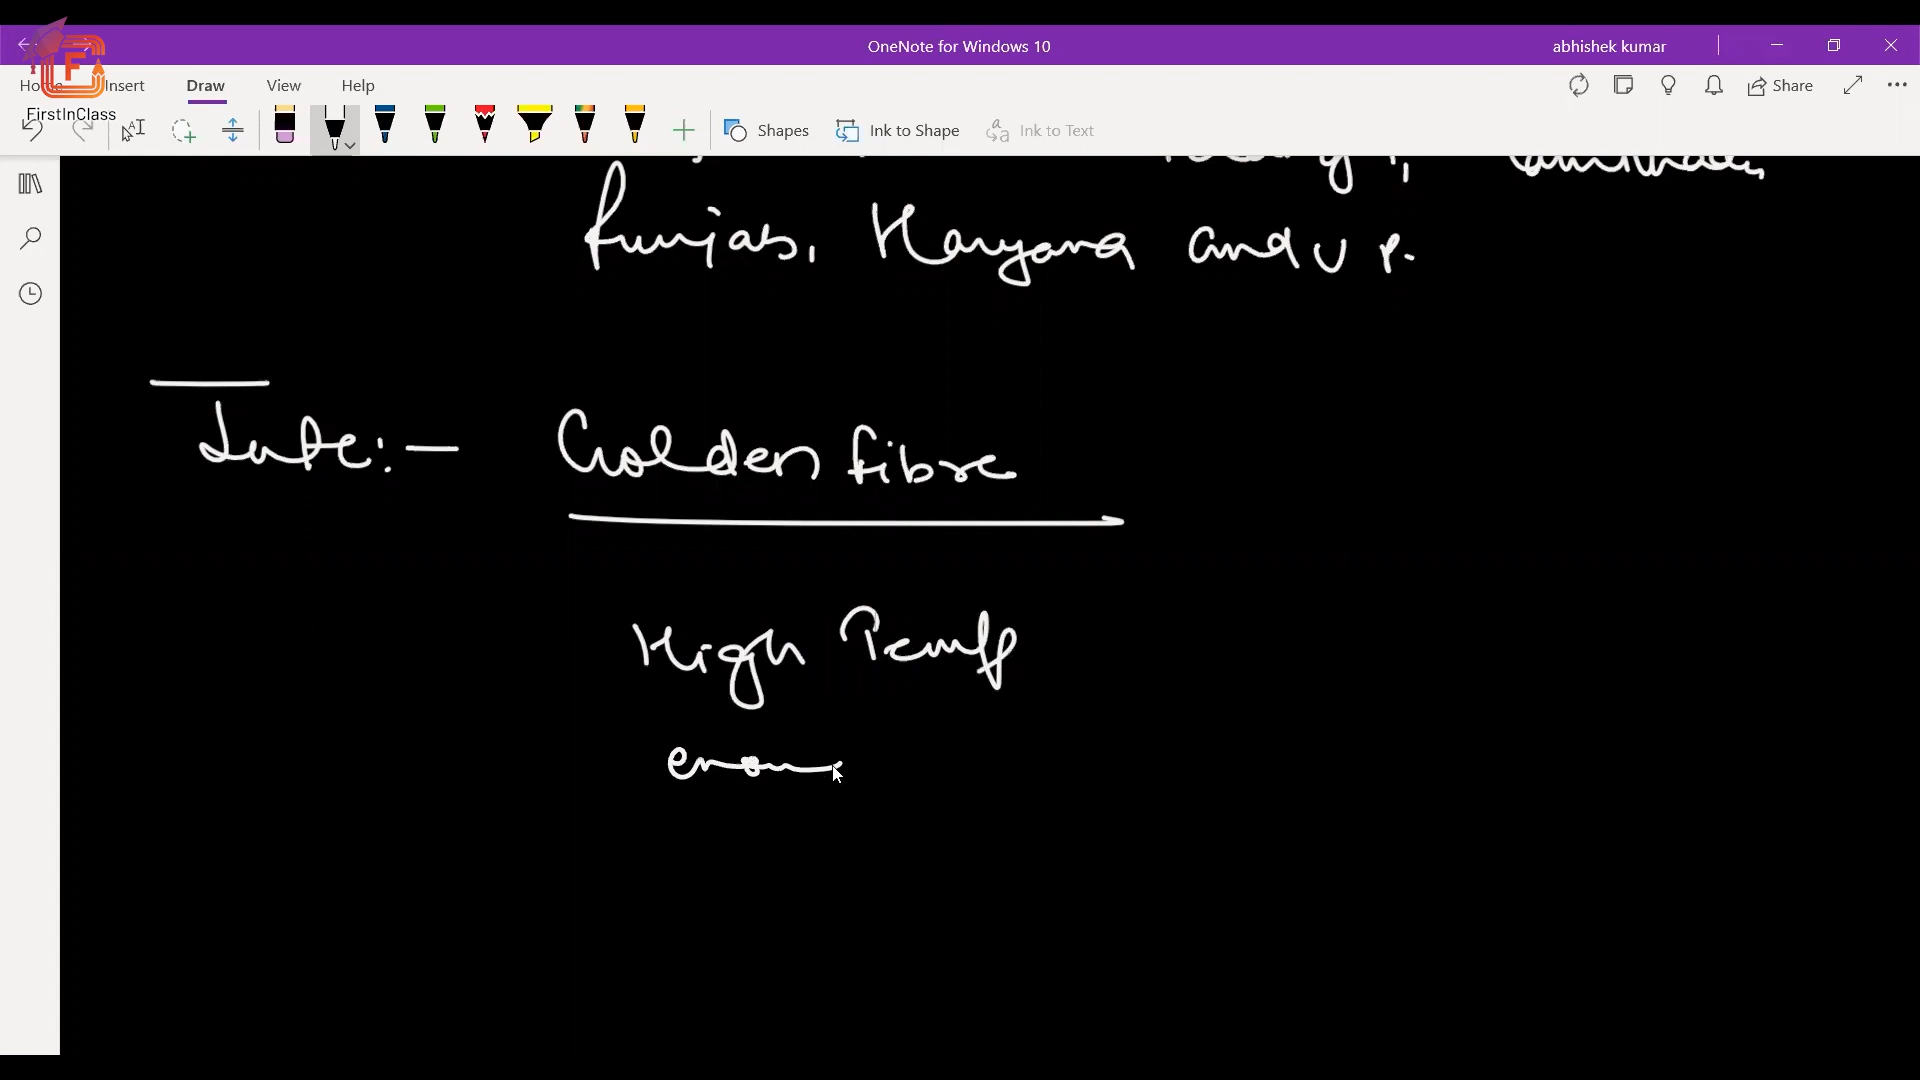 OneNote for Windows 10
abhishek kumar
Home Insert Draw View Help
Share
FirstInClass
Shapes
Ink to Shape
Ink to Text
Punjab, Haryana and U P.
Jute:- Golden fibre
High Temp